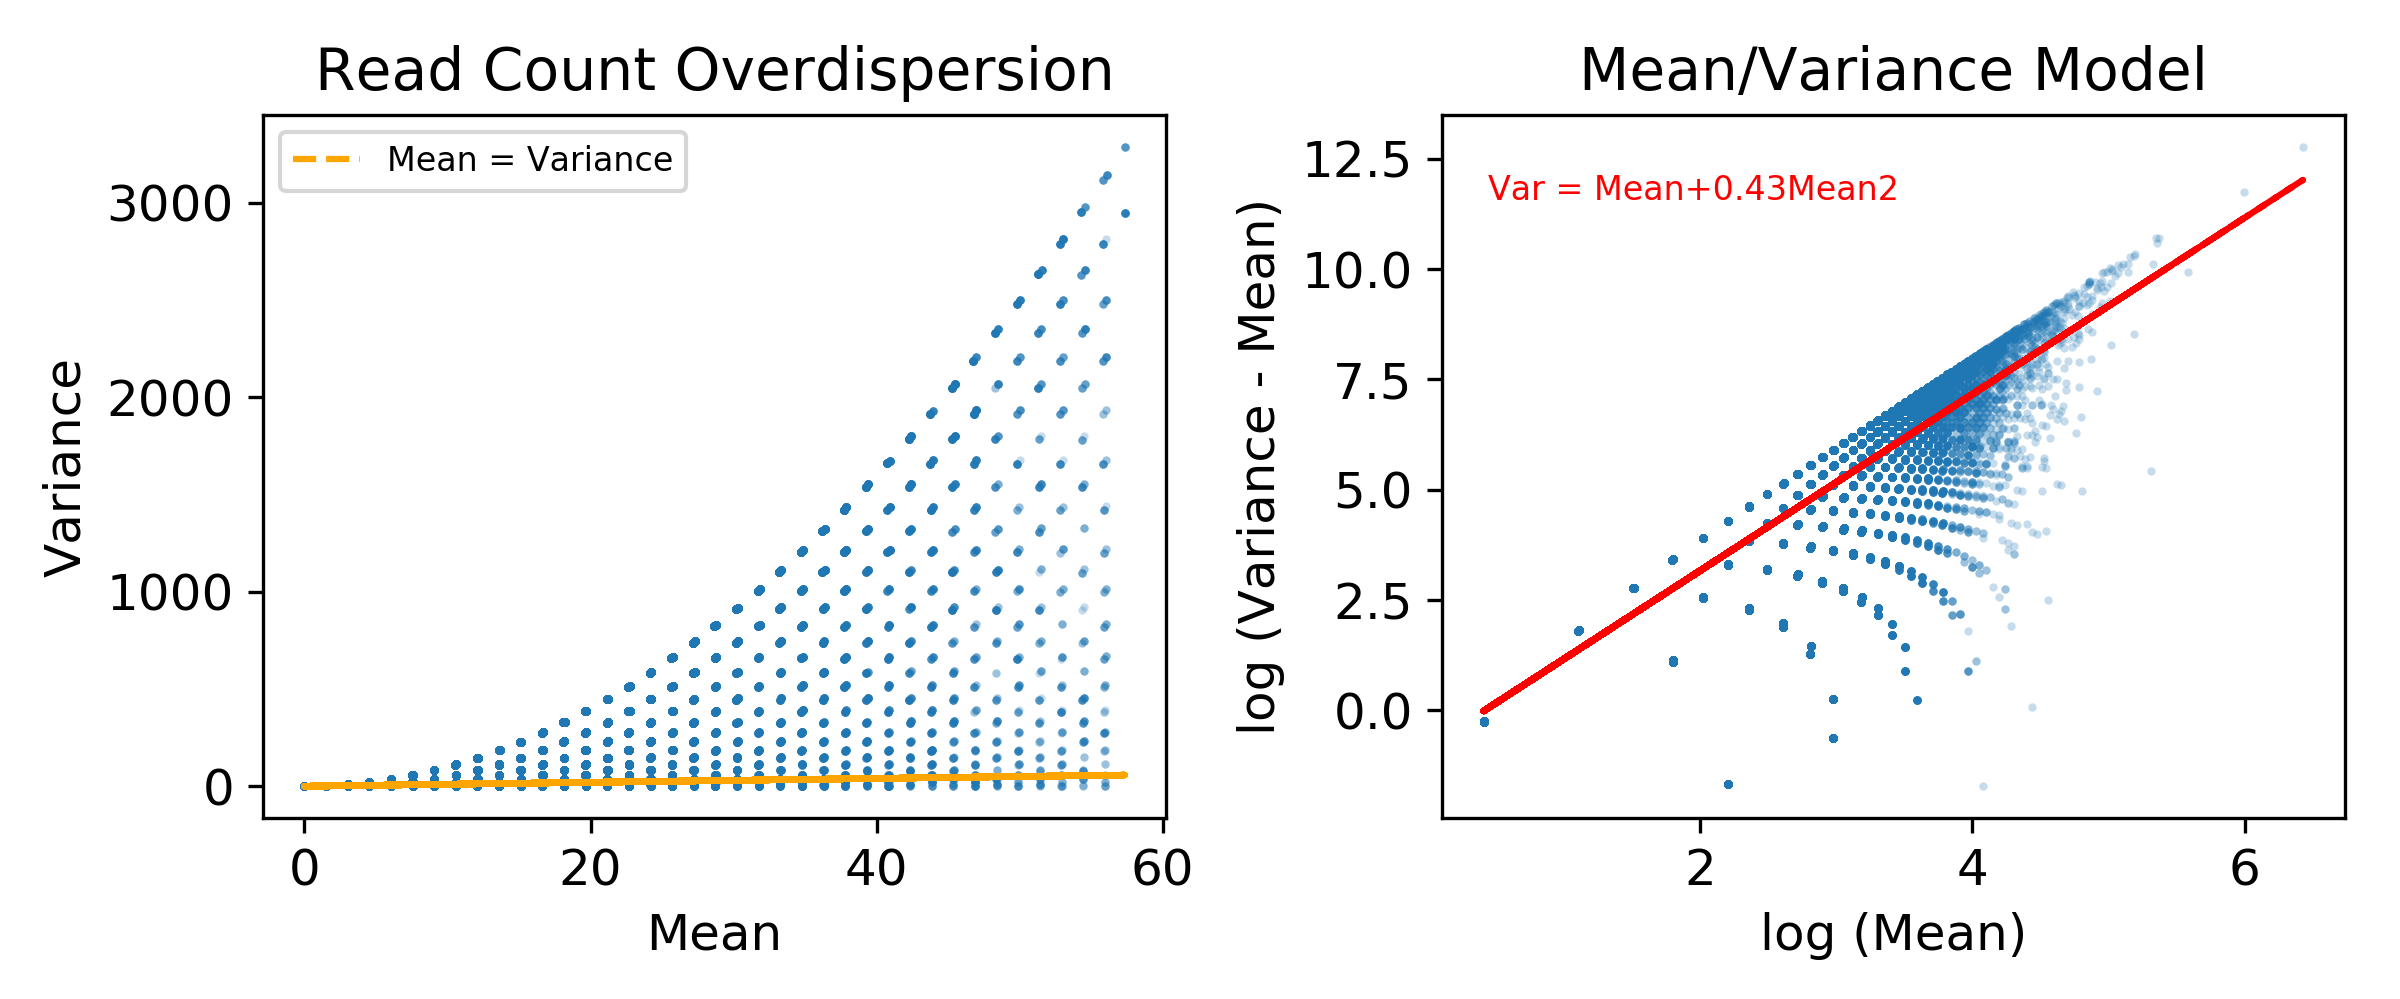 Read Count Overdispersion
Mean = Variance
3000
2000
1000
0
Variance
0
20
40
60
Mean
Mean/Variance Model
Var = Mean+0.43Mean2
12.5
10.0
7.5
5.0
2.5
0.0
log (Variance - Mean)
2
4
6
log (Mean)